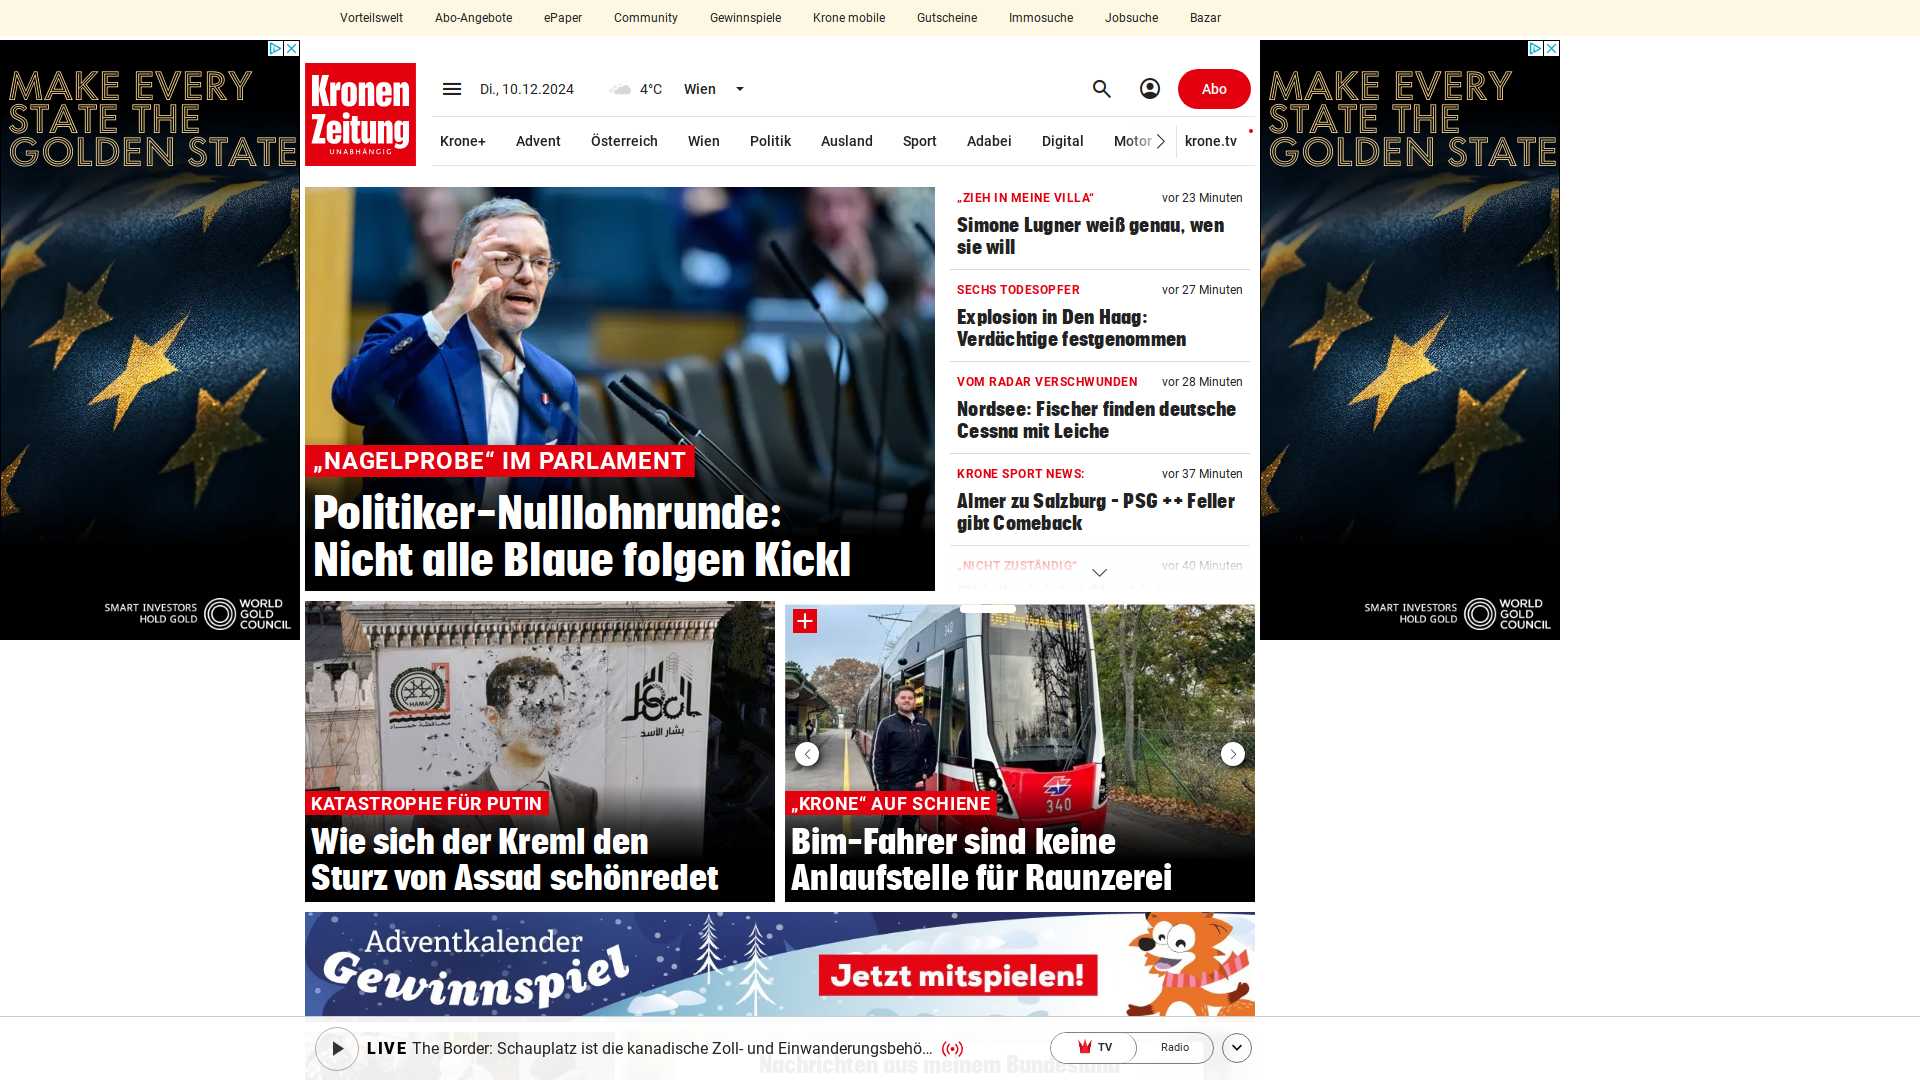 Vorteilswelt Abo-Angebote ePaper Community Gewinnspiele Krone mobile Gutscheine Immosuche Jobsuche Bazar
MAKE EVERY
STATE THE
GOLDEN STATE
SMART INVESTORS
HOLD GOLD
WORLD
GOLD
COUNCIL
Kronen
Zeitung
UNABHÄNGIG
Di., 10.12.2024 4°C Wien Abo
Krone+ Advent Österreich Wien Politik Ausland Sport Adabei Digital Motor krone.tv
„NAGELPROBE“ IM PARLAMENT
Politiker-Nulllohnrunde:
Nicht alle Blaue folgen Kickl
„ZIEH IN MEINE VILLA“ vor 23 Minuten
Simone Lugner weiß genau, wen
sie will
SECHS TODESOPFER vor 27 Minuten
Explosion in Den Haag:
Verdächtige festgenommen
VOM RADAR VERSCHWUNDEN vor 28 Minuten
Nordsee: Fischer finden deutsche
Cessna mit Leiche
KRONE SPORT NEWS: vor 37 Minuten
Almer zu Salzburg - PSG ++ Feller
gibt Comeback
„NICHT ZUSTÄNDIG“ vor 40 Minuten
HAMA
بشار الأسد
KATASTROPHE FÜR PUTIN
Wie sich der Kreml den
Sturz von Assad schönredet
340
340
„KRONE“ AUF SCHIENE
Bim-Fahrer sind keine
Anlaufstelle für Raunzerei
MAKE EVERY
STATE THE
GOLDEN STATE
SMART INVESTORS
HOLD GOLD
WORLD
GOLD
COUNCIL
Adventkalender
Gewinnspiel
Jetzt mitspielen!
LIVE The Border: Schauplatz ist die kanadische Zoll- und Einwanderungsbehö… TV Radio
Nachrichten aus meinem Bundesland